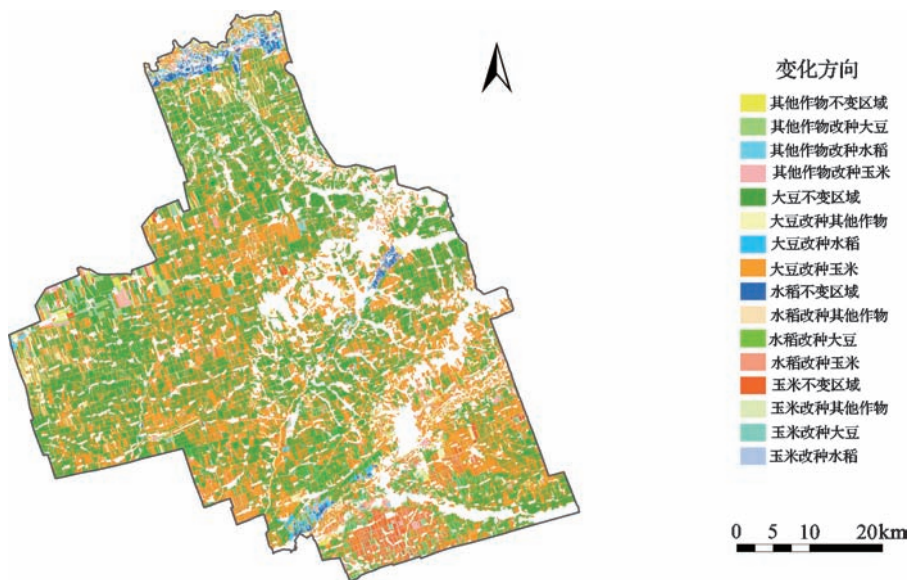 变化方向
其他作物不变区域
其他作物改种大豆
其他作物改种水稻
其他作物改种玉米
大豆不变区域
大豆改种其他作物
大豆改种水稻
大豆改种玉米
水稻不变区域
水稻改种其他作物
水稻改种大豆
水稻改种玉米
玉米不变区域
玉米改种其他作物
玉米改种大豆
玉米改种水稻
0 5 10 20km